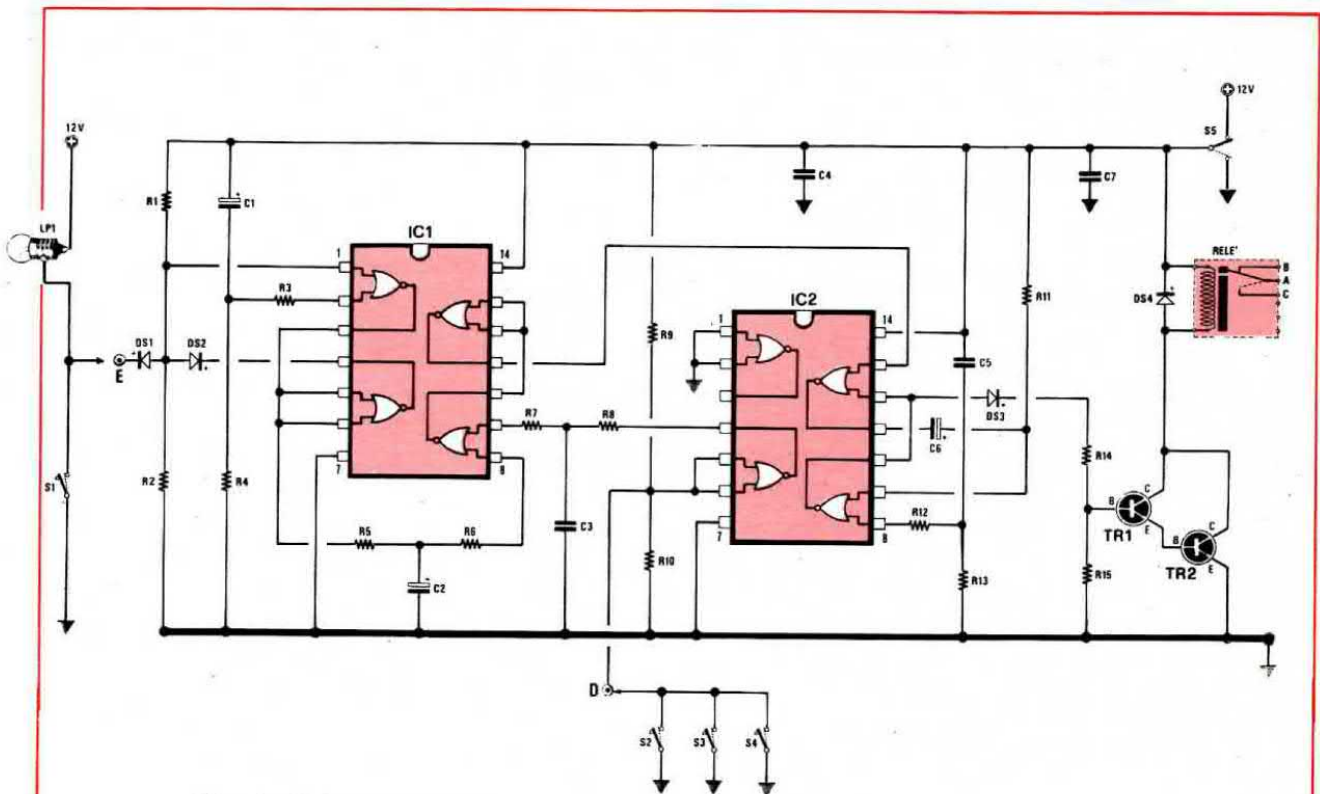 12V
S5
12V
C4
C7
R1
C1
LP1
IC1
RELE'
1
14
B
A
C
R3
R11
DS4
IC2
R9
1
14
DS1
DS2
C5
E
DS3
R7
R8
C6
R14
S1
R2
R4
7
8
C
B
TR1
E
C
B
TR2
E
R12
7
8
R5
R6
C3
R10
R13
R15
C2
D
S2
S3
S4